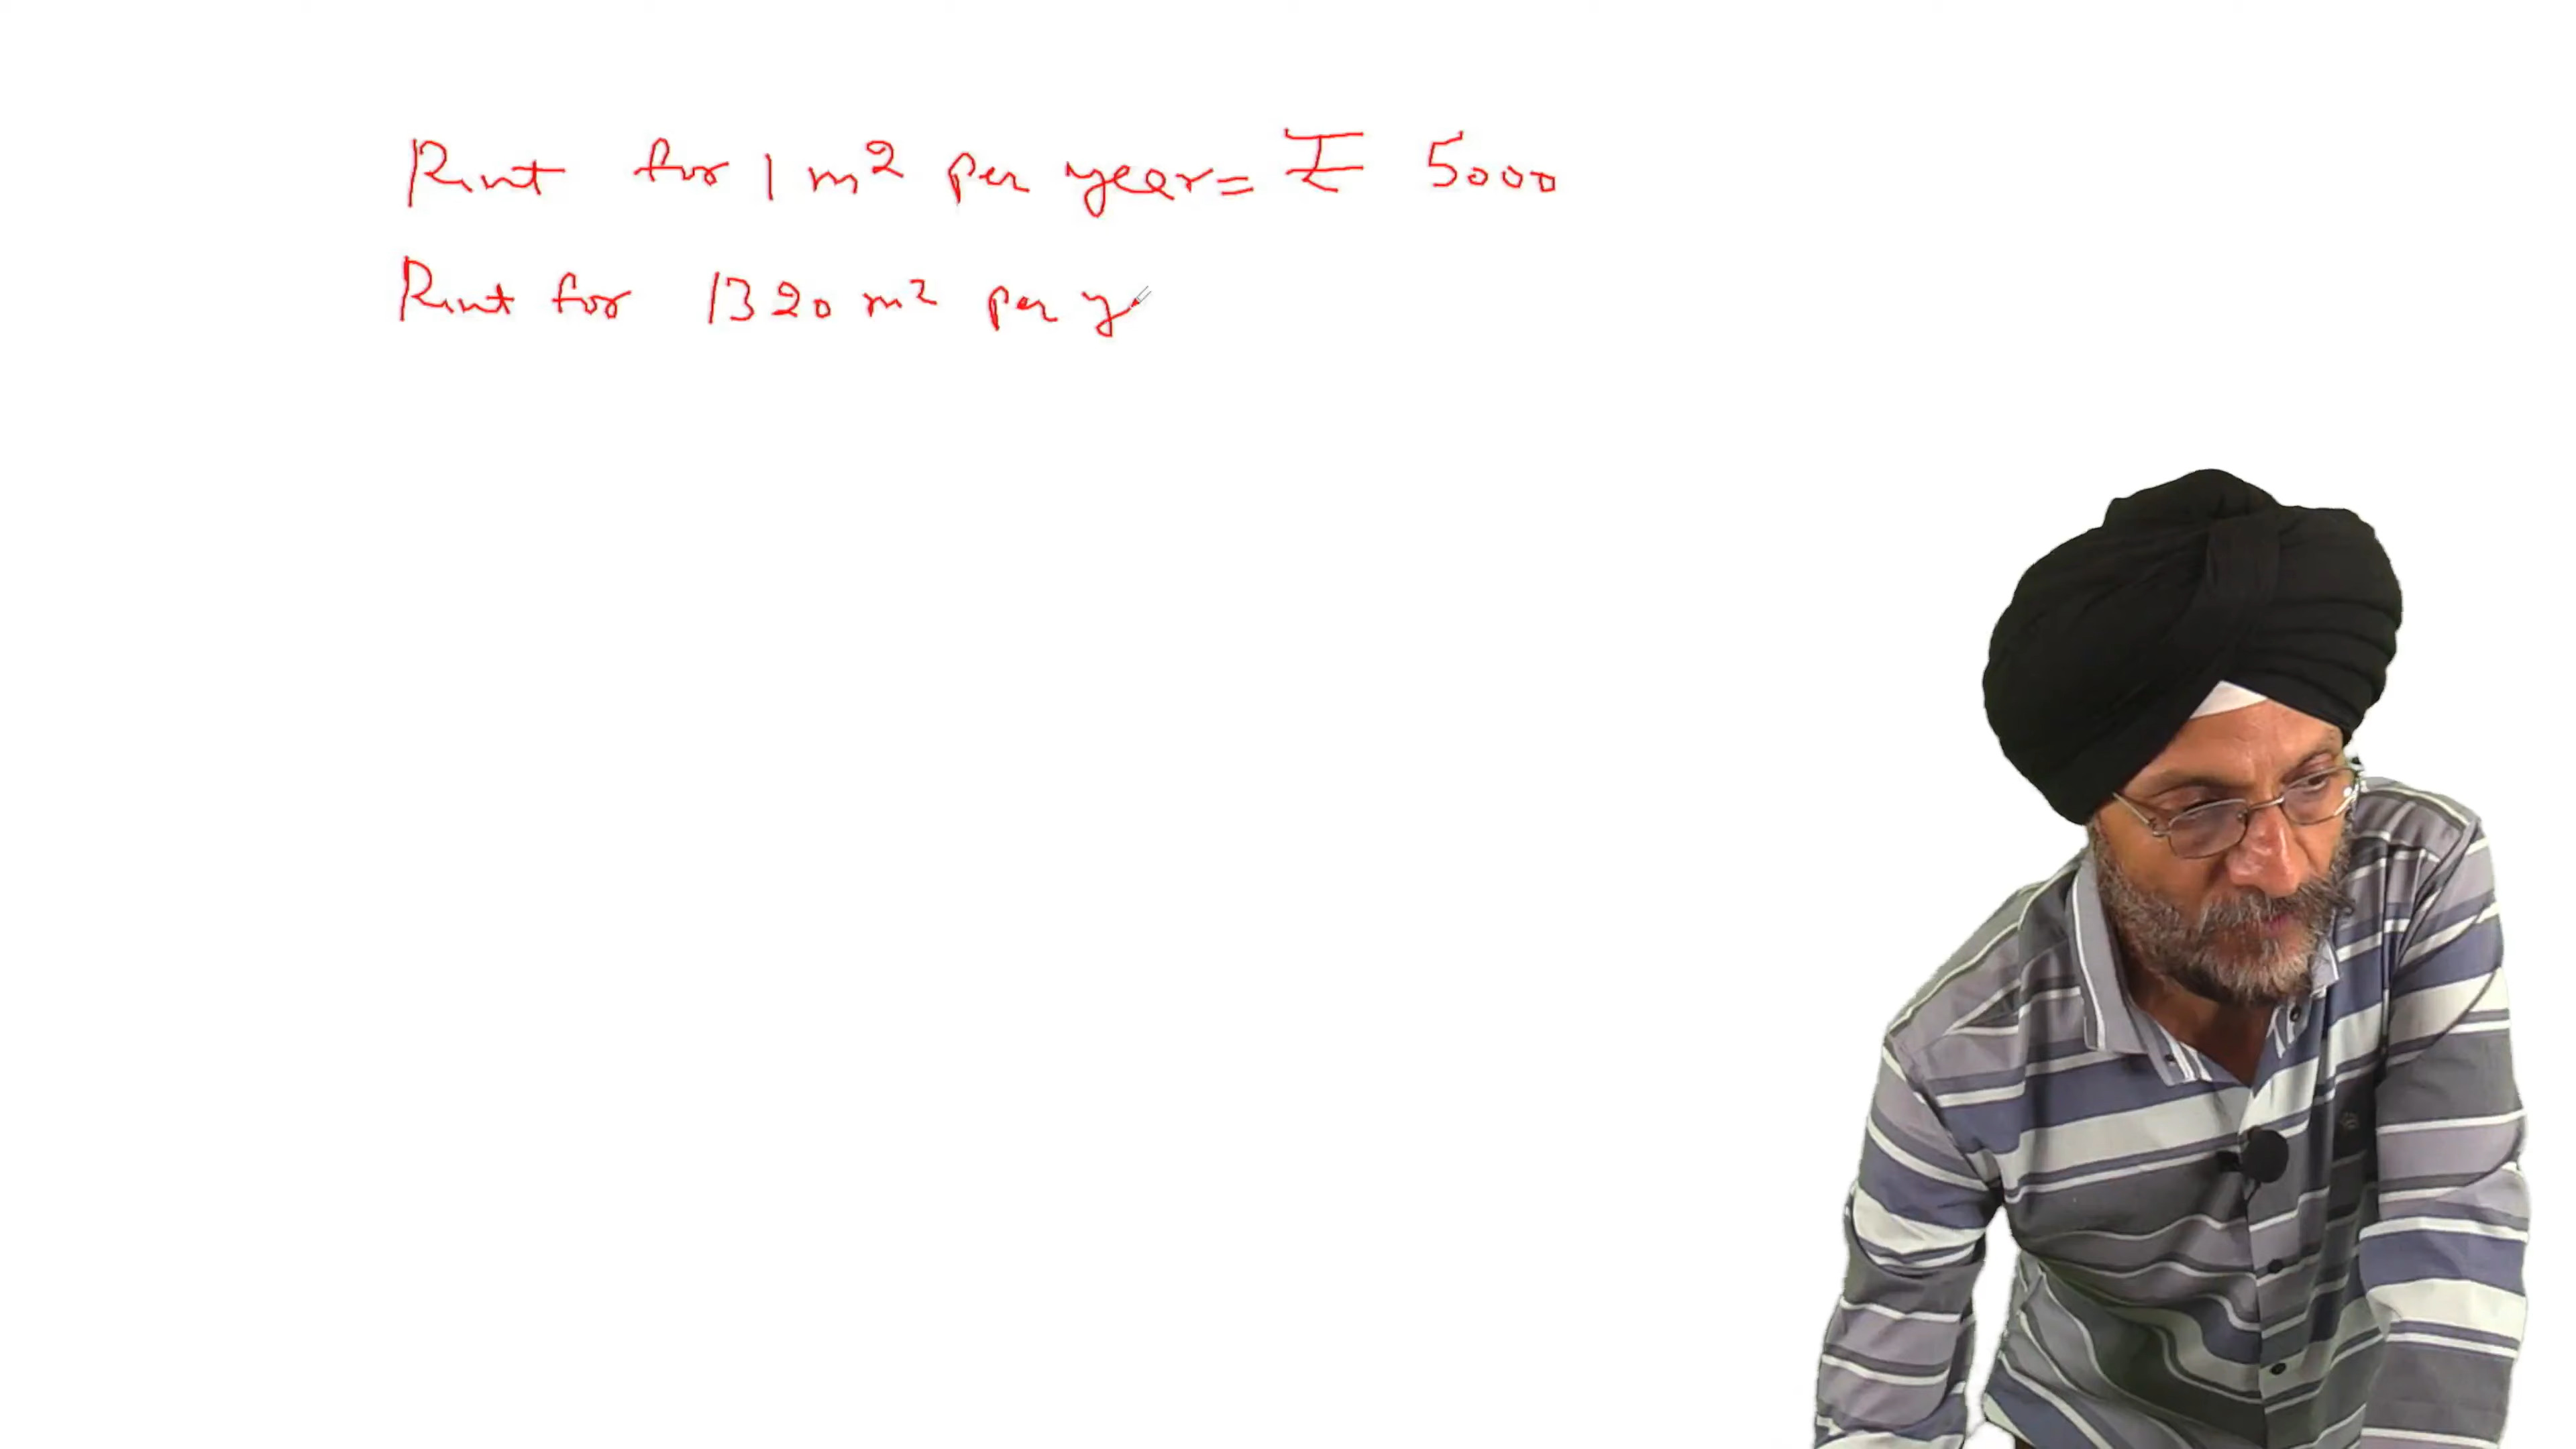 Rent for 1 m² per year = ₹ 5000
Rent for 1320 m² per y